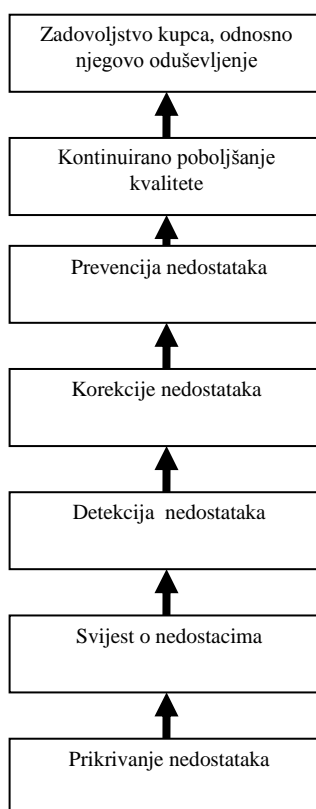 Zadovoljstvo kupca, odnosno
njegovo oduševljenje
Kontinuirano poboljšanje
kvalitete
Prevencija nedostataka
Korekcije nedostataka
Detekcija  nedostataka
Svijest o nedostacima
Prikrivanje nedostataka